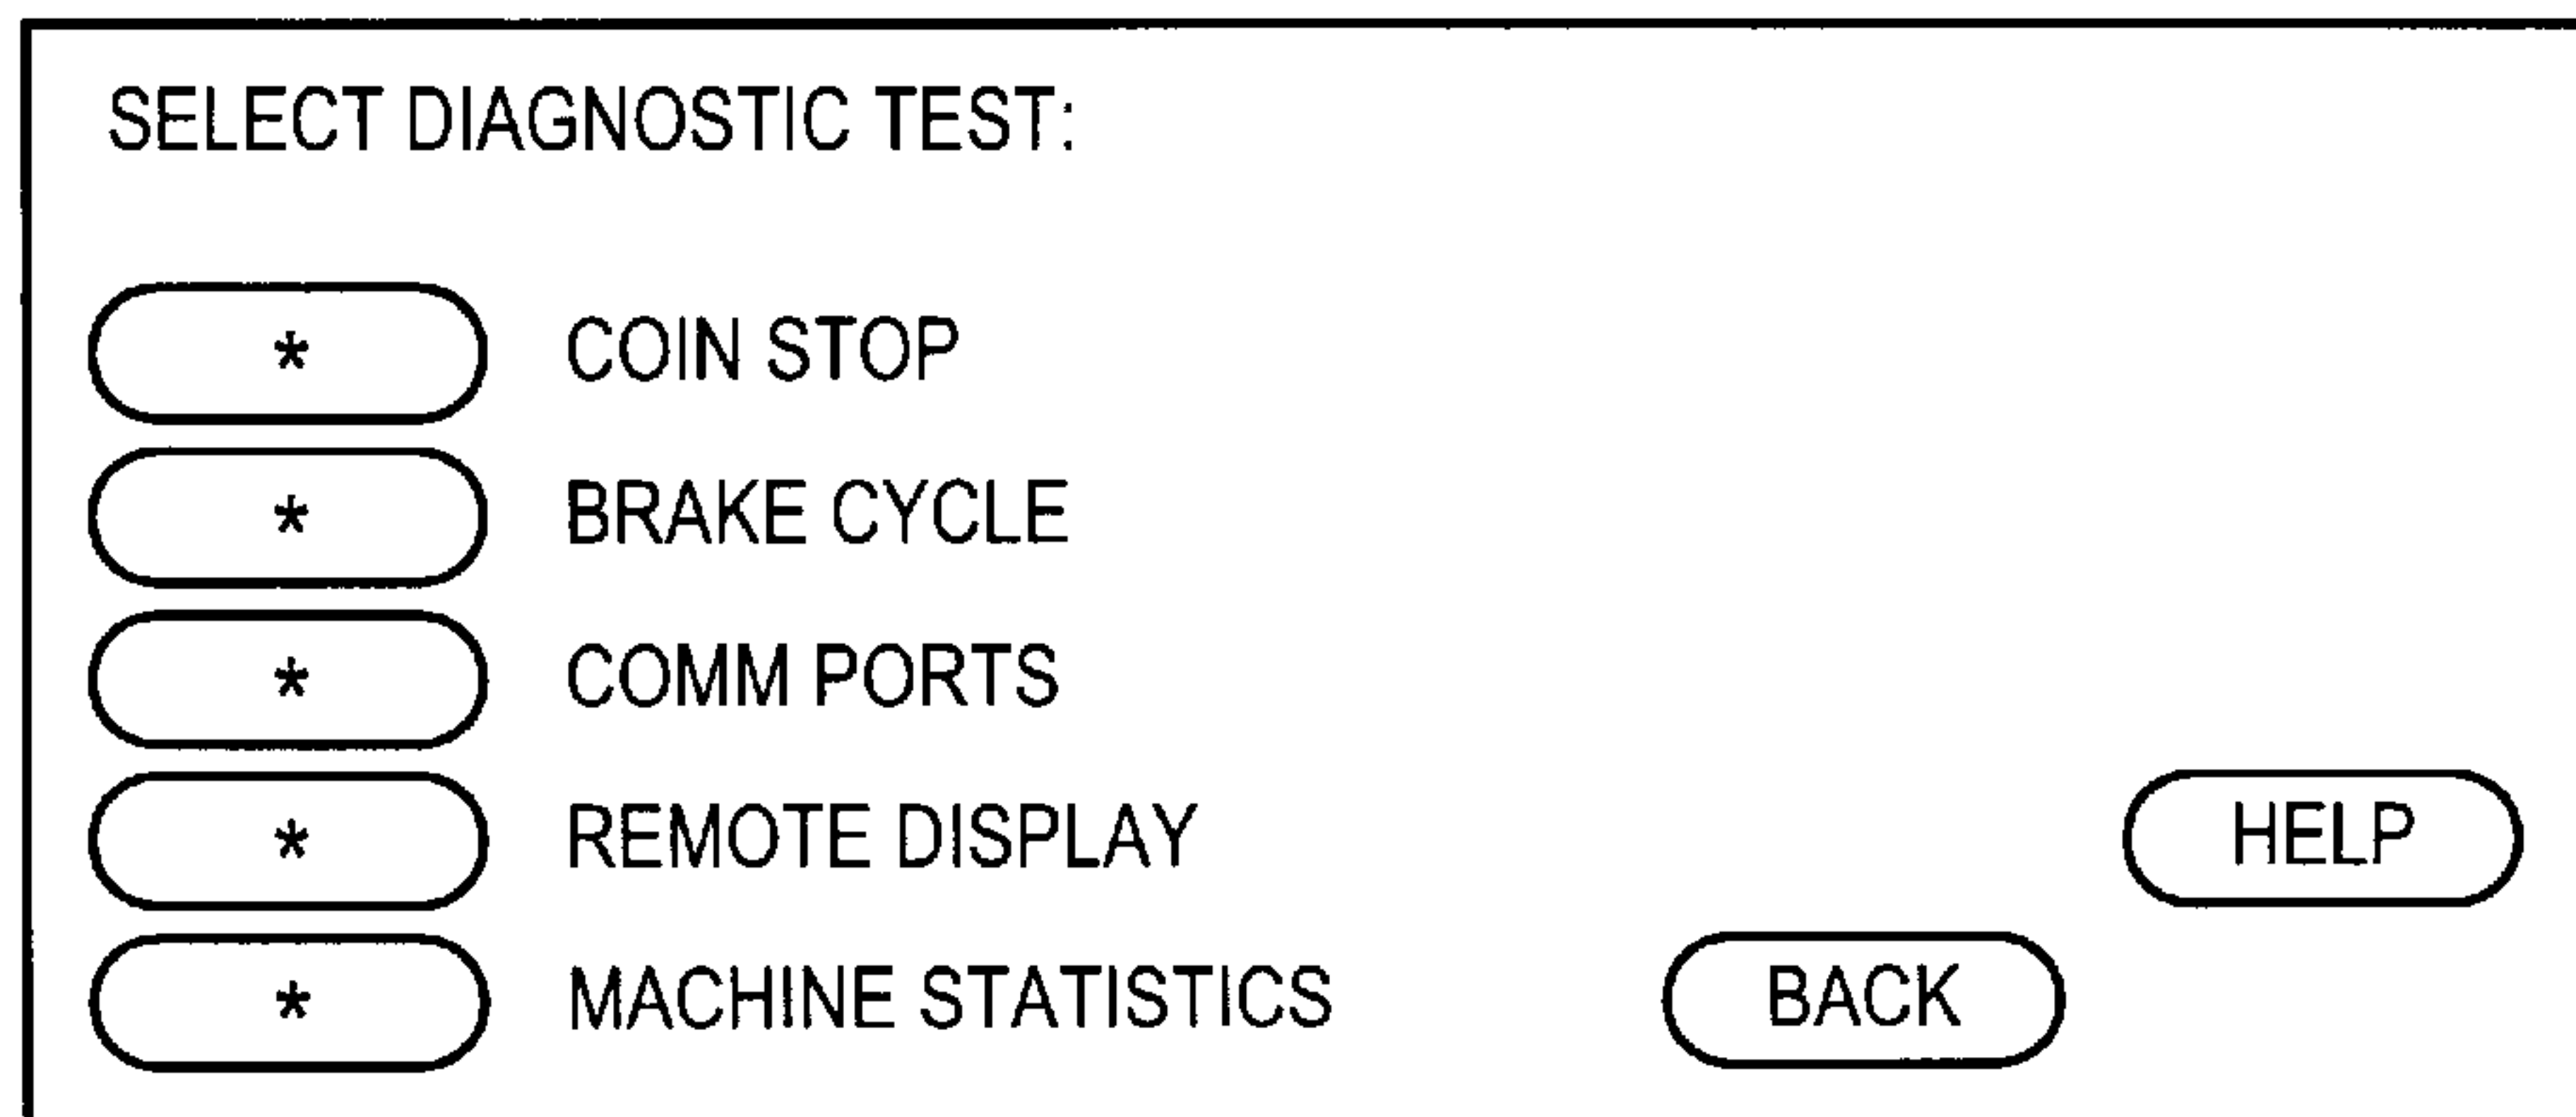 SELECT DIAGNOSTIC TEST:
* COIN STOP
* BRAKE CYCLE
* COMM PORTS
* REMOTE DISPLAY HELP
* MACHINE STATISTICS BACK